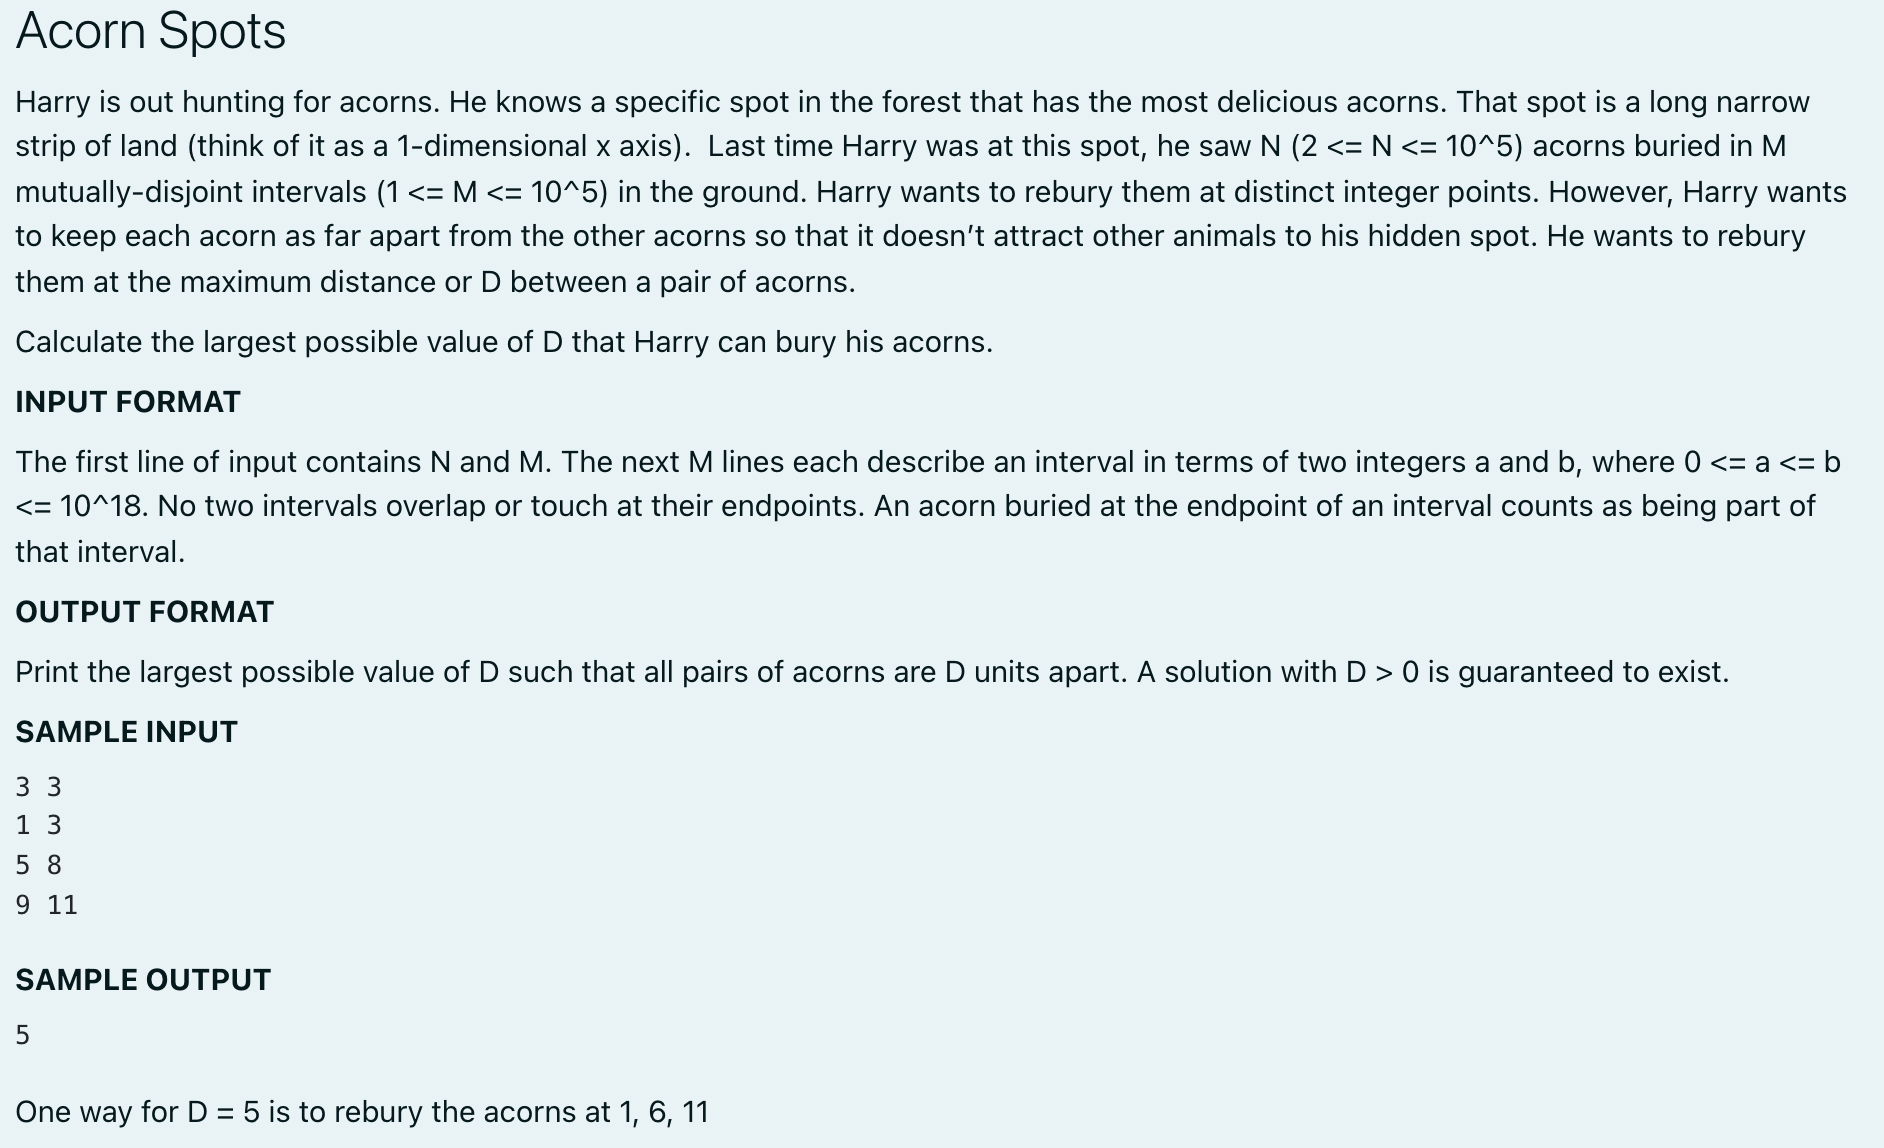 Acorn Spots
Harry is out hunting for acorns. He knows a specific spot in the forest that has the most delicious acorns. That spot is a long narrow
strip of land (think of it as a 1-dimensional x axis).  Last time Harry was at this spot, he saw N (2 <= N <= 10^5) acorns buried in M
mutually-disjoint intervals (1 <= M <= 10^5) in the ground. Harry wants to rebury them at distinct integer points. However, Harry wants
to keep each acorn as far apart from the other acorns so that it doesn't attract other animals to his hidden spot. He wants to rebury
them at the maximum distance or D between a pair of acorns.
Calculate the largest possible value of D that Harry can bury his acorns.
INPUT FORMAT
The first line of input contains N and M. The next M lines each describe an interval in terms of two integers a and b, where 0 <= a <= b
<= 10^18. No two intervals overlap or touch at their endpoints. An acorn buried at the endpoint of an interval counts as being part of
that interval.
OUTPUT FORMAT
Print the largest possible value of D such that all pairs of acorns are D units apart. A solution with D > 0 is guaranteed to exist.
SAMPLE INPUT
3 3
1 3
5 8
9 11
SAMPLE OUTPUT
5
One way for D = 5 is to rebury the acorns at 1, 6, 11